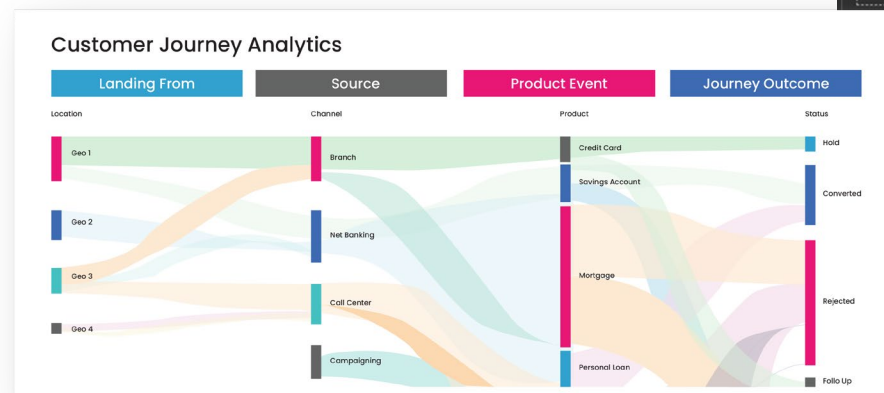 Customer Journey Analytics
Landing From
Source
Product Event
Journey Outcome
Location
Channel
Product
Status
Geo 1
Branch
Credit Card
Hold
Savings Account
Converted
Geo 2
Net Banking
Geo 3
Mortgage
Call Center
Rejected
Geo 4
Campaigning
Personal Loan
Follo Up